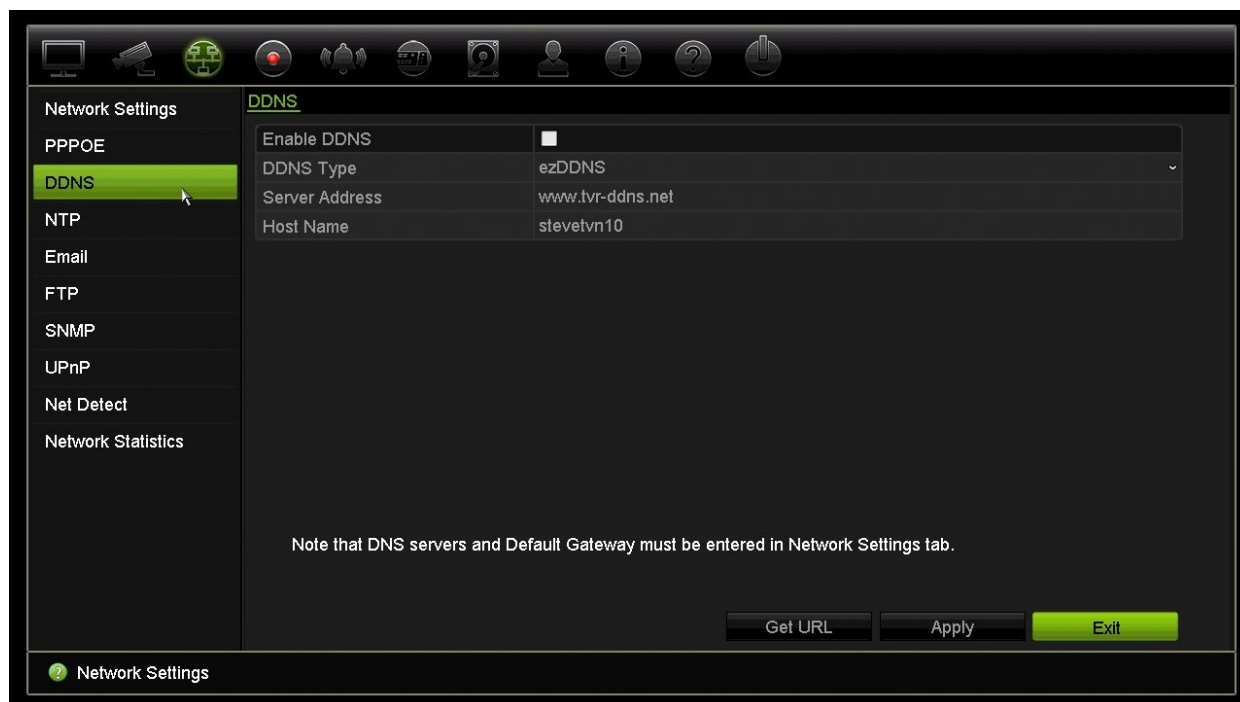 Network Settings
PPPOE
DDNS
NTP
Email
FTP
SNMP
UPnP
Net Detect
Network Statistics
DDNS
Enable DDNS
DDNS Type ezDDNS
Server Address www.tvr-ddns.net
Host Name stevetvn10
Note that DNS servers and Default Gateway must be entered in Network Settings tab.
Get URL Apply Exit
Network Settings